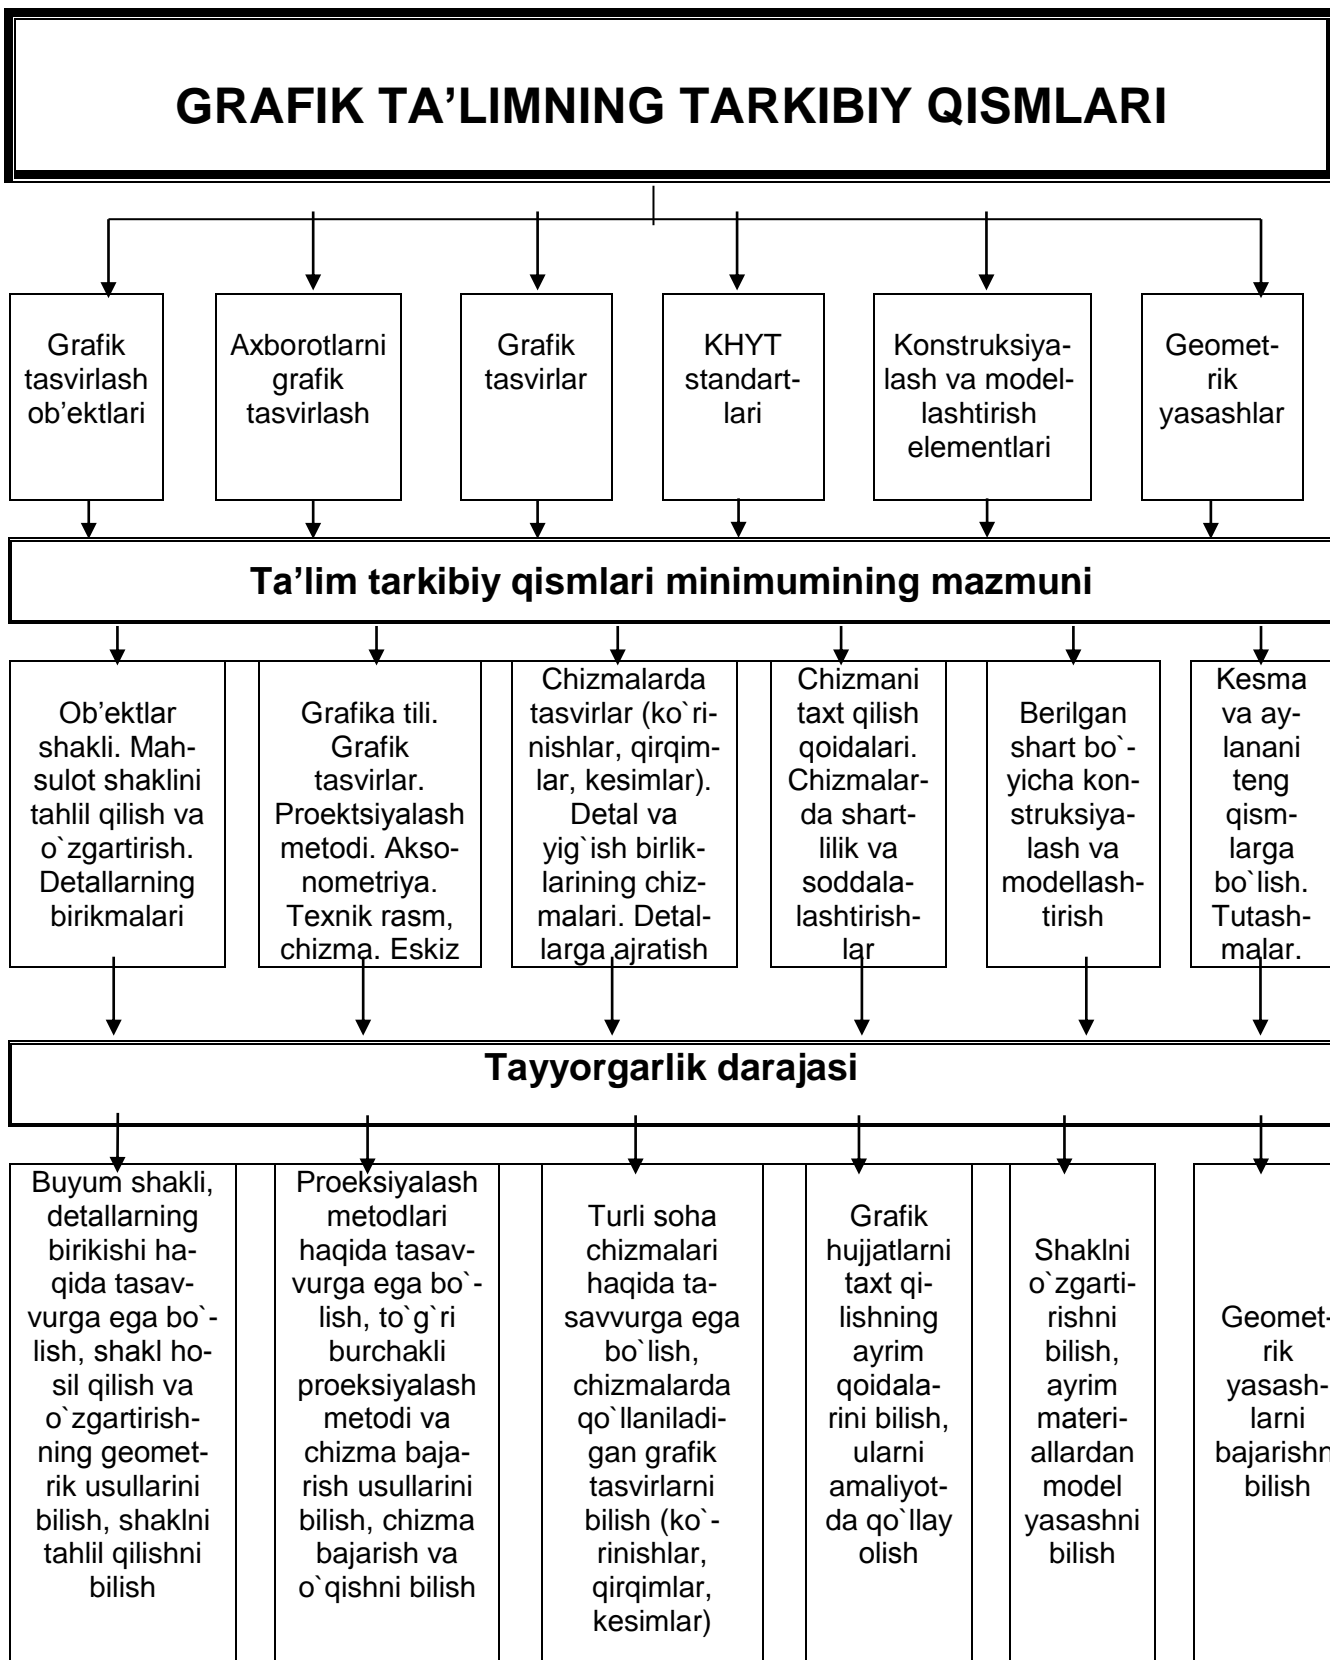 GRAFIK TA’LIMNING TARKIBIY QISMLARI
Grafik
tasvirlash
ob’ektlari
Axborotlarni
grafik
tasvirlash
Grafik
tasvirlar
KHYT
standart-
lari
Konstruksiya-
lash va model-
lashtirish
elementlari
Geomet-
rik
yasashlar
Ta’lim tarkibiy qismlari minimumining mazmuni
Ob’ektlar
shakli. Mah-
sulot shaklini
tahlil qilish va
o`zgartirish.
Detallarning
birikmalari
Grafika tili.
Grafik
tasvirlar.
Proektsiyalash
metodi. Akso-
nometriya.
Texnik rasm,
chizma. Eskiz
Chizmalarda
tasvirlar (ko`ri-
nishlar, qirqim-
lar, kesimlar).
Detal va
yig`ish birlik-
larining chiz-
malari. Detal-
larga ajratish
Chizmani
taxt qilish
qoidalari.
Chizmalar-
da shart-
lilik va
soddala-
lashtirish-
lar
Berilgan
shart bo`-
yicha kon-
struksiya-
lash va
modellash-
tirish
Kesma
va ay-
lanani
teng
qism-
larga
bo`lish.
Tutash-
malar.
Tayyorgarlik darajasi
Buyum shakli,
detallarning
birikishi ha-
qida tasav-
vurga ega bo`-
lish, shakl ho-
sil qilish va
o`zgartirish-
ning geomet-
rik usullarini
bilish, shaklni
tahlil qilishni
bilish
Proeksiyalash
metodlari
haqida tasav-
vurga ega bo`-
lish, to`g`ri
burchakli
proeksiyalash
metodi va
chizma baja-
rish usullarini
bilish, chizma
bajarish va
o`qishni bilish
Turli soha
chizmalari
haqida ta-
savvurga ega
bo`lish,
chizmalarda
qo`llaniladi-
gan grafik
tasvirlarni
bilish (ko`-
rinishlar,
qirqimlar,
kesimlar)
Grafik
hujjatlarni
taxt qi-
lishning
ayrim
qoidala-
rini bilish,
ularni
amaliyot-
da qo`llay
olish
Shaklni
o`zgarti-
rishni
bilish,
ayrim
materi-
allardan
model
yasashni
bilish
Geomet-
rik
yasash-
larni
bajarishn
bilish